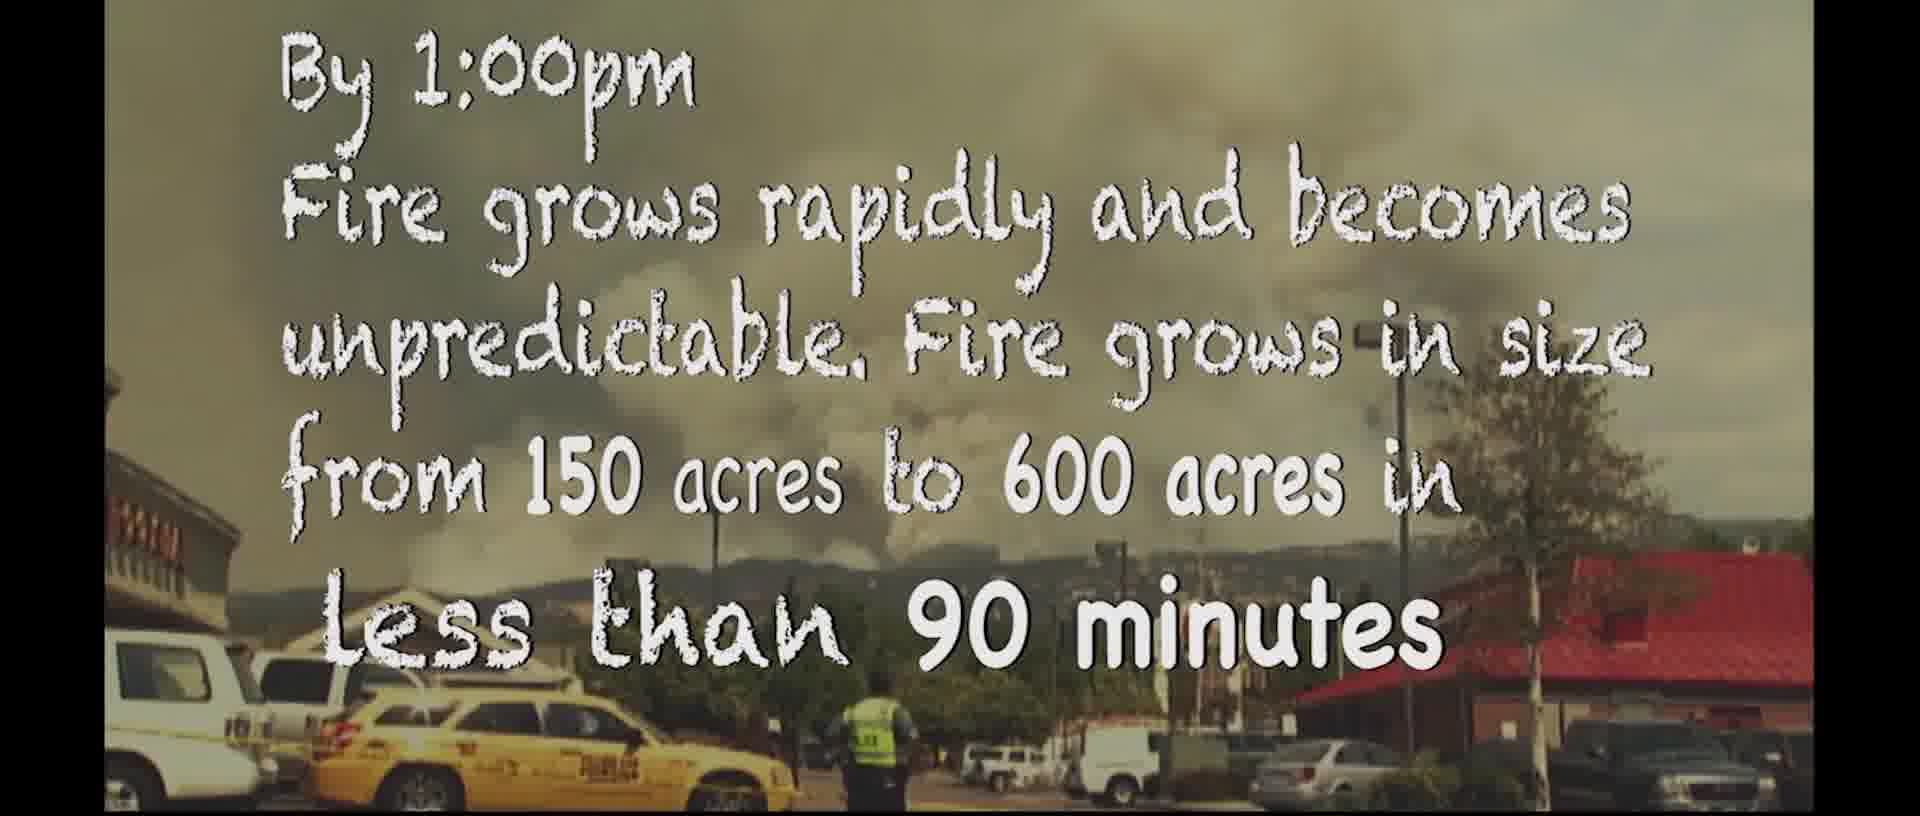 By 1:00pm
Fire grows rapidly and becomes
unpredictable. Fire grows in size
from 150 acres to 600 acres in
less than 90 minutes